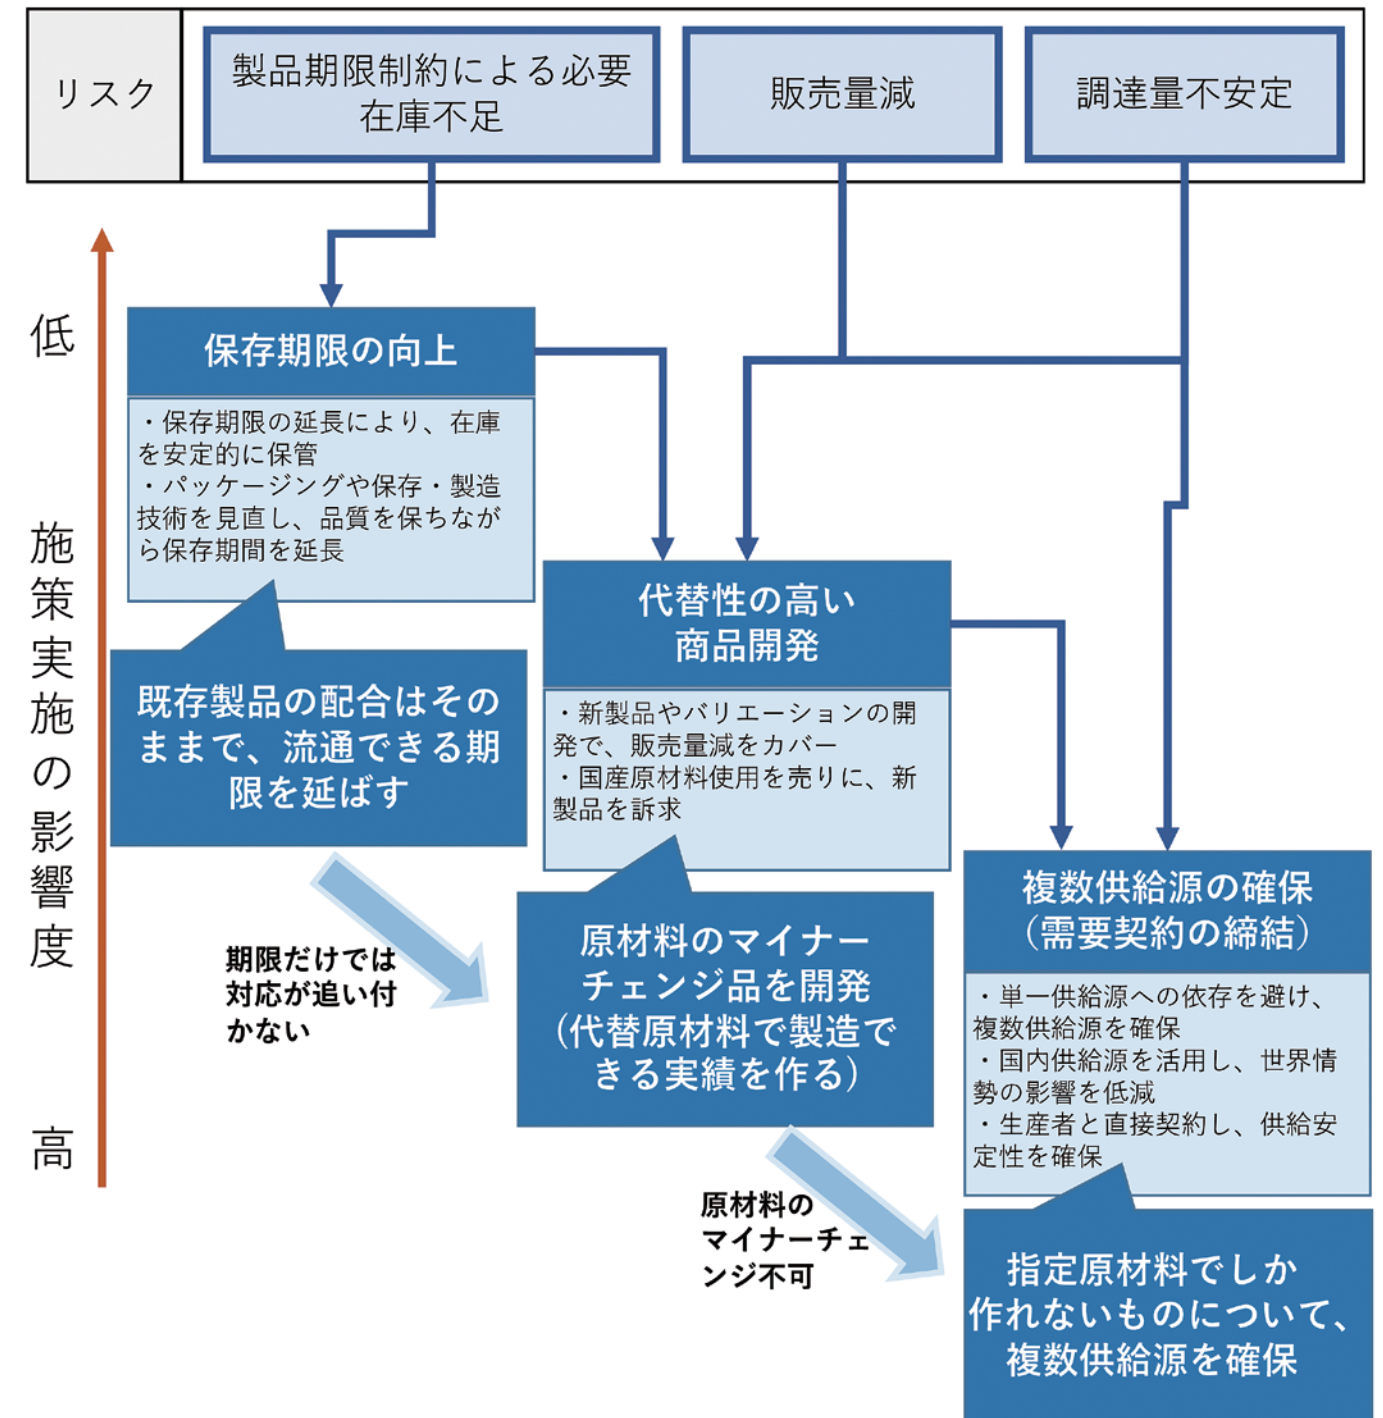 リスク
製品期限制約による必要
在庫不足
販売量減
調達量不安定
低
施策実施の影響度
高
保存期限の向上
・保存期限の延長により、在庫
を安定的に保管
・パッケージングや保存・製造
技術を見直し、品質を保ちなが
ら保存期間を延長
既存製品の配合はその
ままで、流通できる期
限を延ばす
期限だけでは
対応が追い付
かない
代替性の高い
商品開発
・新製品やバリエーションの開
発で、販売量減をカバー
・国産原材料使用を売りに、新
製品を訴求
原材料のマイナー
チェンジ品を開発
(代替原材料で製造で
きる実績を作る)
原材料の
マイナーチェ
ンジ不可
複数供給源の確保
(需要契約の締結)
・単一供給源への依存を避け、
複数供給源を確保
・国内供給源を活用し、世界情
勢の影響を低減
・生産者と直接契約し、供給安
定性を確保
指定原材料でしか
作れないものについて、
複数供給源を確保